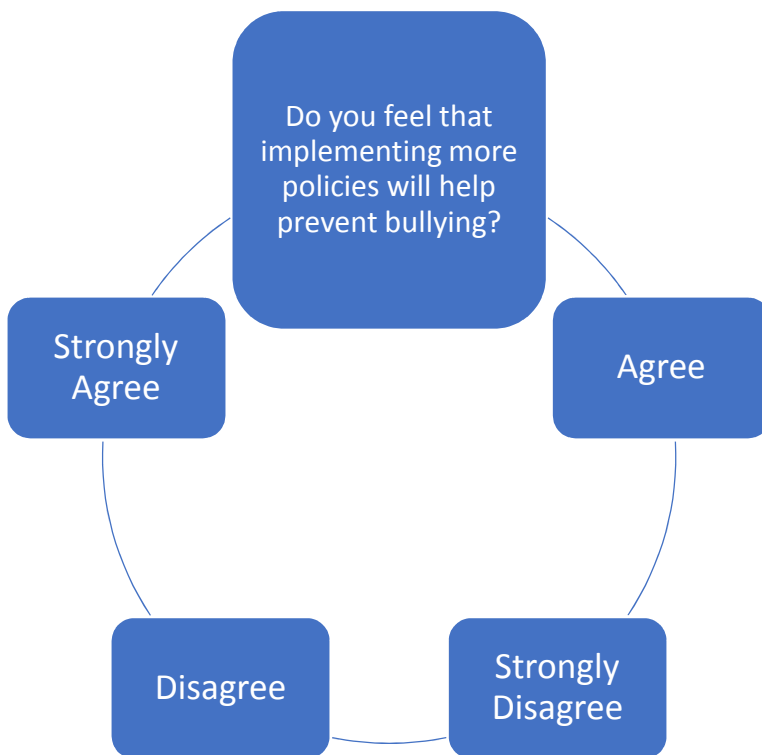 Do you feel that
implementing more
policies will help
prevent bullying?
Strongly
Agree
Agree
Disagree
Strongly
Disagree